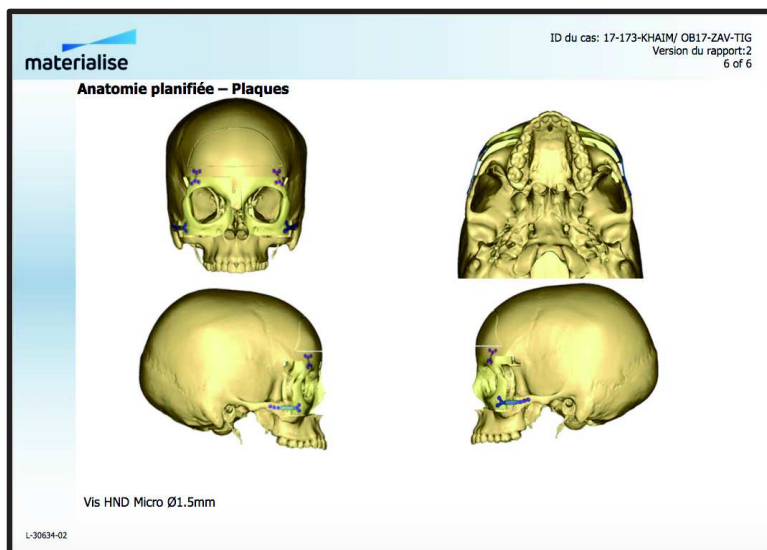 materialise
ID du cas: 17-173-KHAIM/ OB17-ZAV-TIG
Version du rapport:2
6 of 6
Anatomie planifiée – Plaques
Vis HND Micro Ø1.5mm
L-30634-02